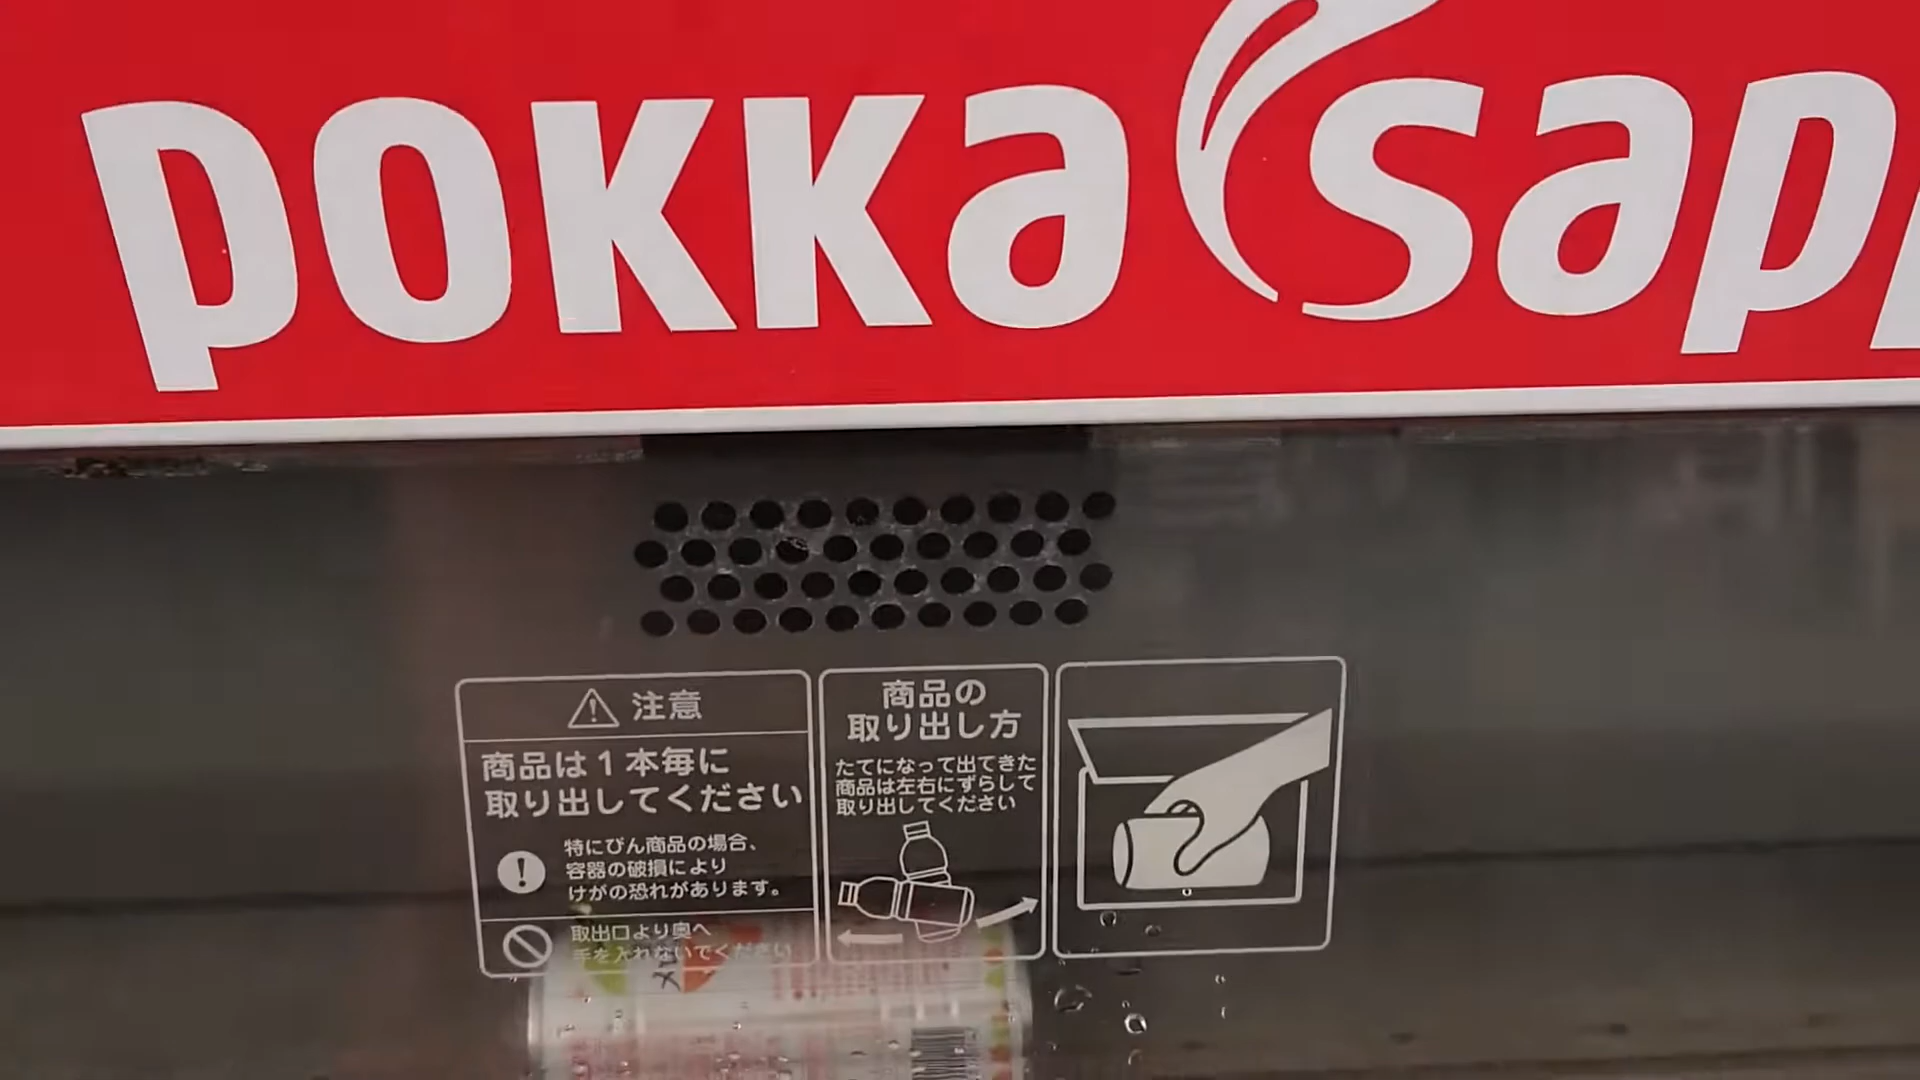 pokka sapp
注意
商品は1本毎に
取り出してください
特にびん商品の場合、
容器の破損により
けがの恐れがあります。
取出口より奥へ
手を入れないでください
商品の
取り出し方
たてになって出てきた
商品は左右にずらして
取り出してください